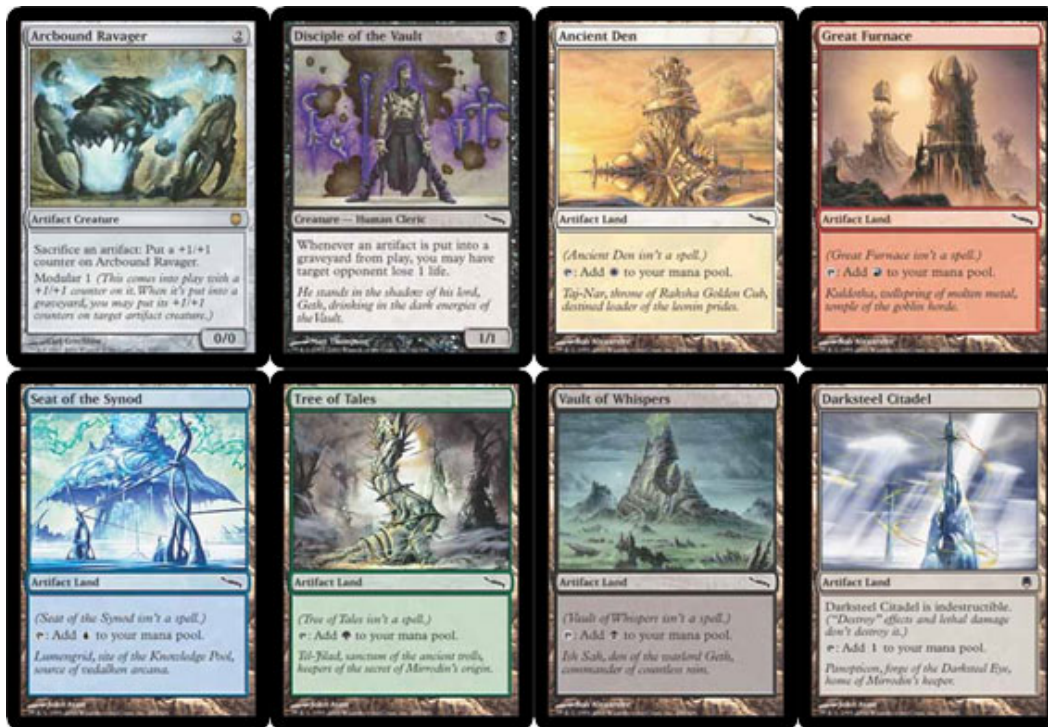 Arcbound Ravager 2
Artifact Creature
Sacrifice an artifact: Put a +1/+1
counter on Arcbound Ravager.
Modular 1 (This comes into play with a
+1/+1 counter on it. When it's put into a
graveyard, you may put its +1/+1
counters on target artifact creature.)
0/0
Disciple of the Vault
Creature — Human Cleric
Whenever an artifact is put into a
graveyard from play, you may have
target opponent lose 1 life.
He stands in the shadow of his lord,
Geth, drinking in the dark energies of
the Vault.
1/1
Ancient Den
Artifact Land
(Ancient Den isn't a spell.)
: Add to your mana pool.
Taj-Nar, throne of Raksha Golden Cub,
destined leader of the leonin prides.
Great Furnace
Artifact Land
(Great Furnace isn't a spell.)
: Add to your mana pool.
Kuldotha, wellspring of molten metal,
temple of the goblin horde.
Seat of the Synod
Artifact Land
(Seat of the Synod isn't a spell.)
: Add to your mana pool.
Lumengrid, site of the Knowledge Pool,
source of vedalken arcana.
Tree of Tales
Artifact Land
(Tree of Tales isn't a spell.)
: Add to your mana pool.
Tel-Jilad, sanctum of the ancient trolls,
keepers of the secret of Mirrodin's origin.
Vault of Whispers
Artifact Land
(Vault of Whispers isn't a spell.)
: Add to your mana pool.
Ish Sah, den of the warlord Geth,
commander of countless nim.
Darksteel Citadel
Artifact Land
Darksteel Citadel is indestructible.
("Destroy" effects and lethal damage
don't destroy it.)
: Add 1 to your mana pool.
Panopticon, forge of the Darksteel Eye,
home of Mirrodin's keeper.